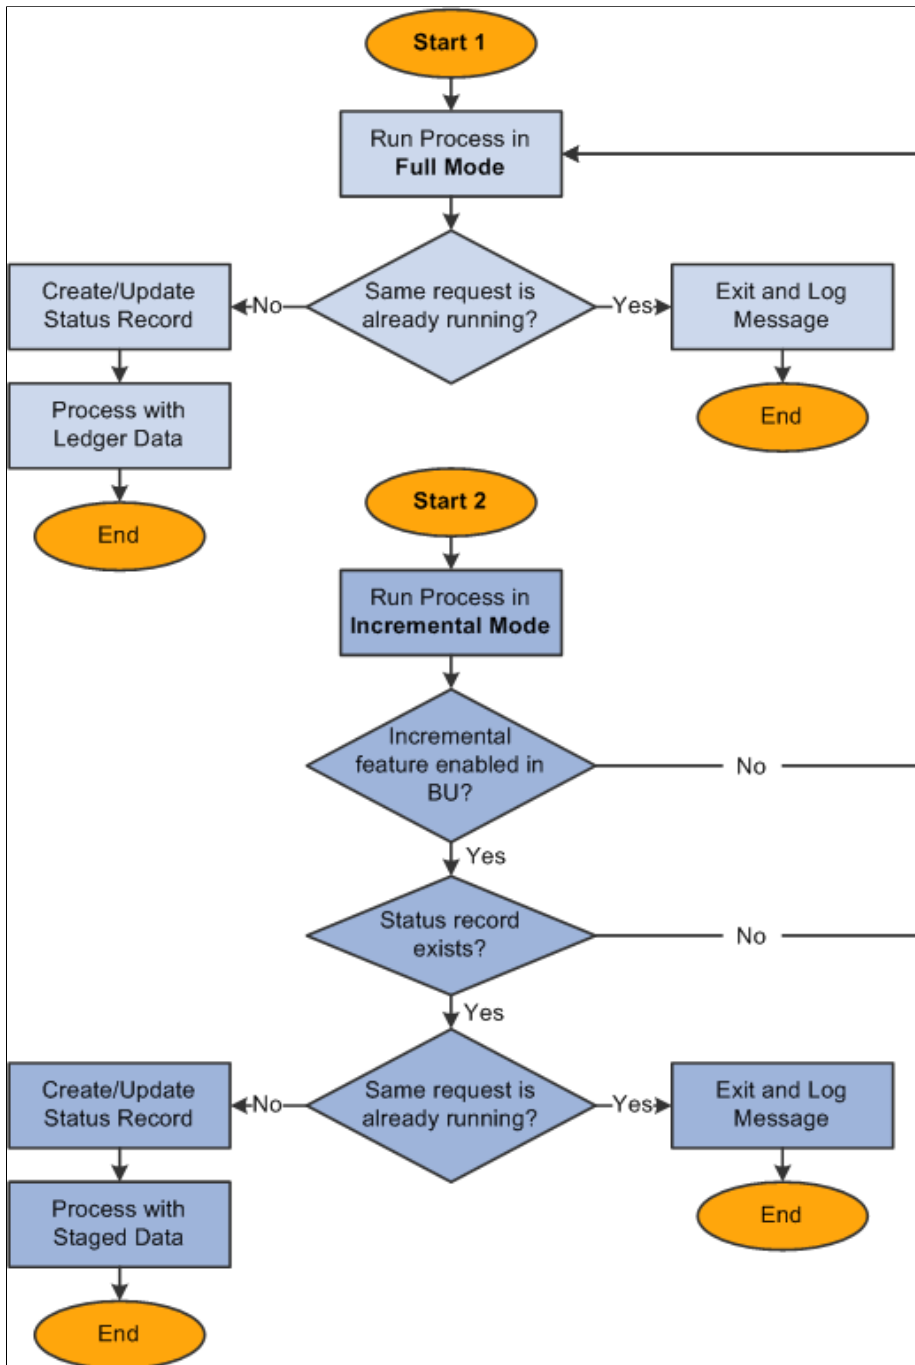 Start 1
Run Process in
Full Mode
Same request is
already running?
No
Yes
Create/Update
Status Record
Exit and Log
Message
Process with
Ledger Data
End
End
Start 2
Run Process in
Incremental Mode
Incremental
feature enabled in
BU?
No
Yes
Status record
exists?
No
Yes
Same request is
already running?
No
Yes
Create/Update
Status Record
Exit and Log
Message
Process with
Staged Data
End
End